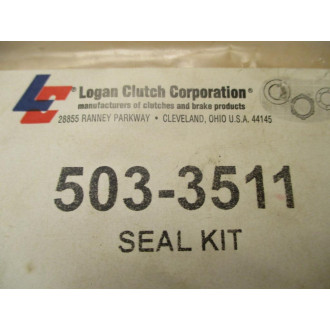 LC® Logan Clutch Corporation®
manufacturers of clutches and brake products
28855 RANNEY PARKWAY • CLEVELAND, OHIO U.S.A. 44145
503-3511
SEAL KIT